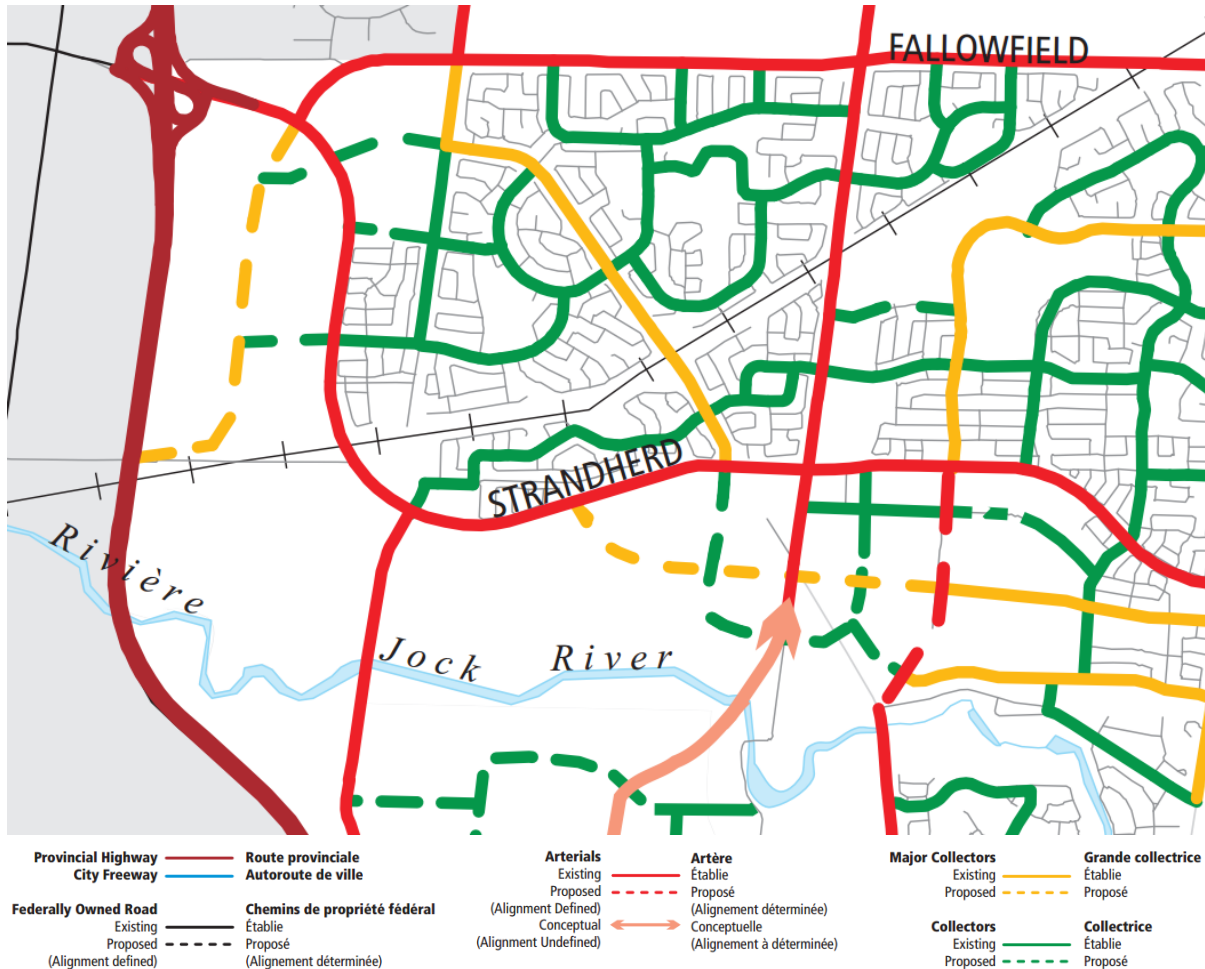 FALLOWFIELD
STRANDHERD
Rivière
Jock River
Provincial Highway Route provinciale
City Freeway Autoroute de ville
Federally Owned Road Chemins de propriété fédéral
Existing Établie
Proposed Proposé
(Alignment defined) (Alignement déterminée)
Arterials Artère
Existing Établie
Proposed Proposé
(Alignment Defined) (Alignement déterminée)
Conceptual Conceptuelle
(Alignment Undefined) (Alignement à déterminée)
Major Collectors Grande collectrice
Existing Établie
Proposed Proposé
Collectors Collectrice
Existing Établie
Proposed Proposé